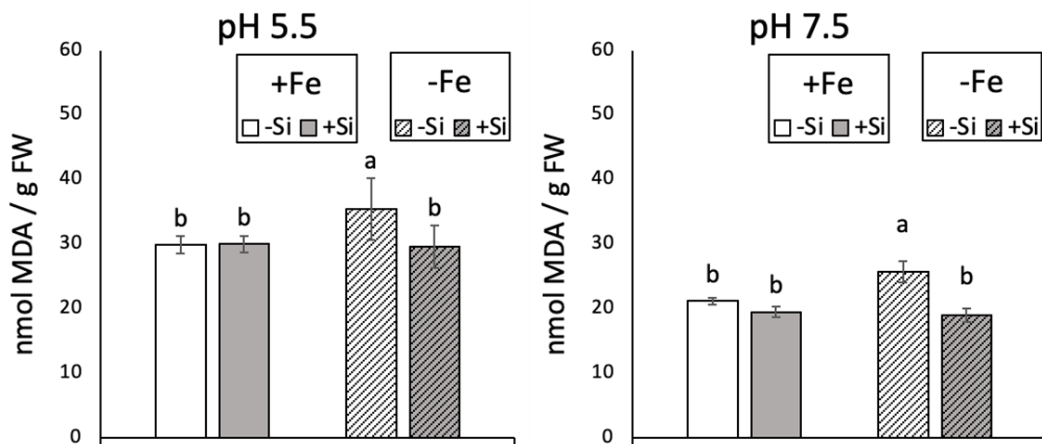 pH 5.5
60
50
40
30
20
10
0
nmol MDA / g FW
+Fe
-Si +Si
-Fe
-Si +Si
b
b
a
b
pH 7.5
60
50
40
30
20
10
0
nmol MDA / g FW
+Fe
-Si +Si
-Fe
-Si +Si
b
b
a
b